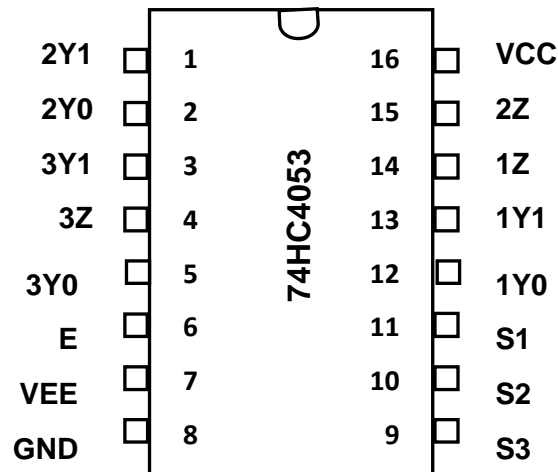 2Y1 1 16 VCC
2Y0 2 15 2Z
3Y1 3 14 1Z
3Z 4 13 1Y1
3Y0 5 12 1Y0
E 6 11 S1
VEE 7 10 S2
GND 8 9 S3
74HC4053